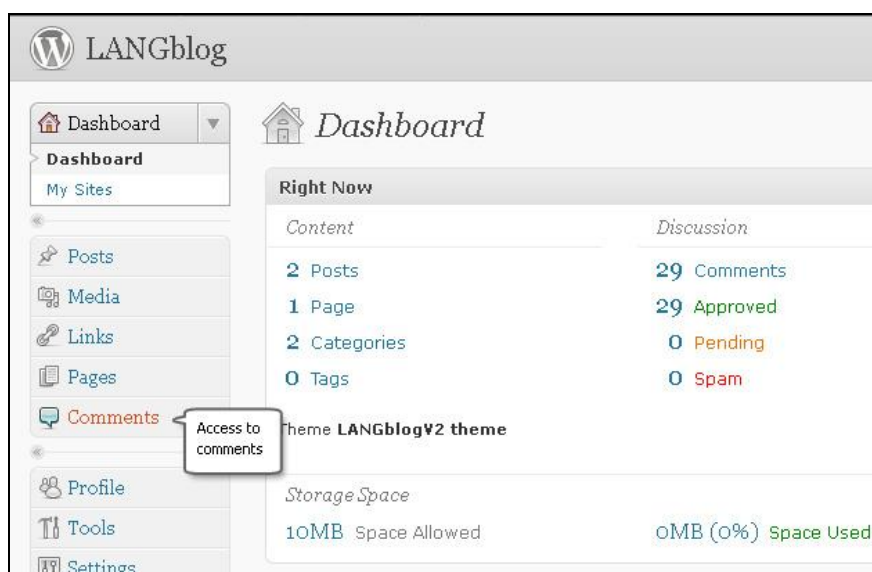 LANGblog
Dashboard
Dashboard
My Sites
Posts
Media
Links
Pages
Comments
Access to
comments
Profile
Tools
Settings
Dashboard
Right Now
Content
2 Posts
1 Page
2 Categories
0 Tags
Discussion
29 Comments
29 Approved
0 Pending
0 Spam
Theme LANGblogV2 theme
Storage Space
10MB Space Allowed
0MB (0%) Space Used